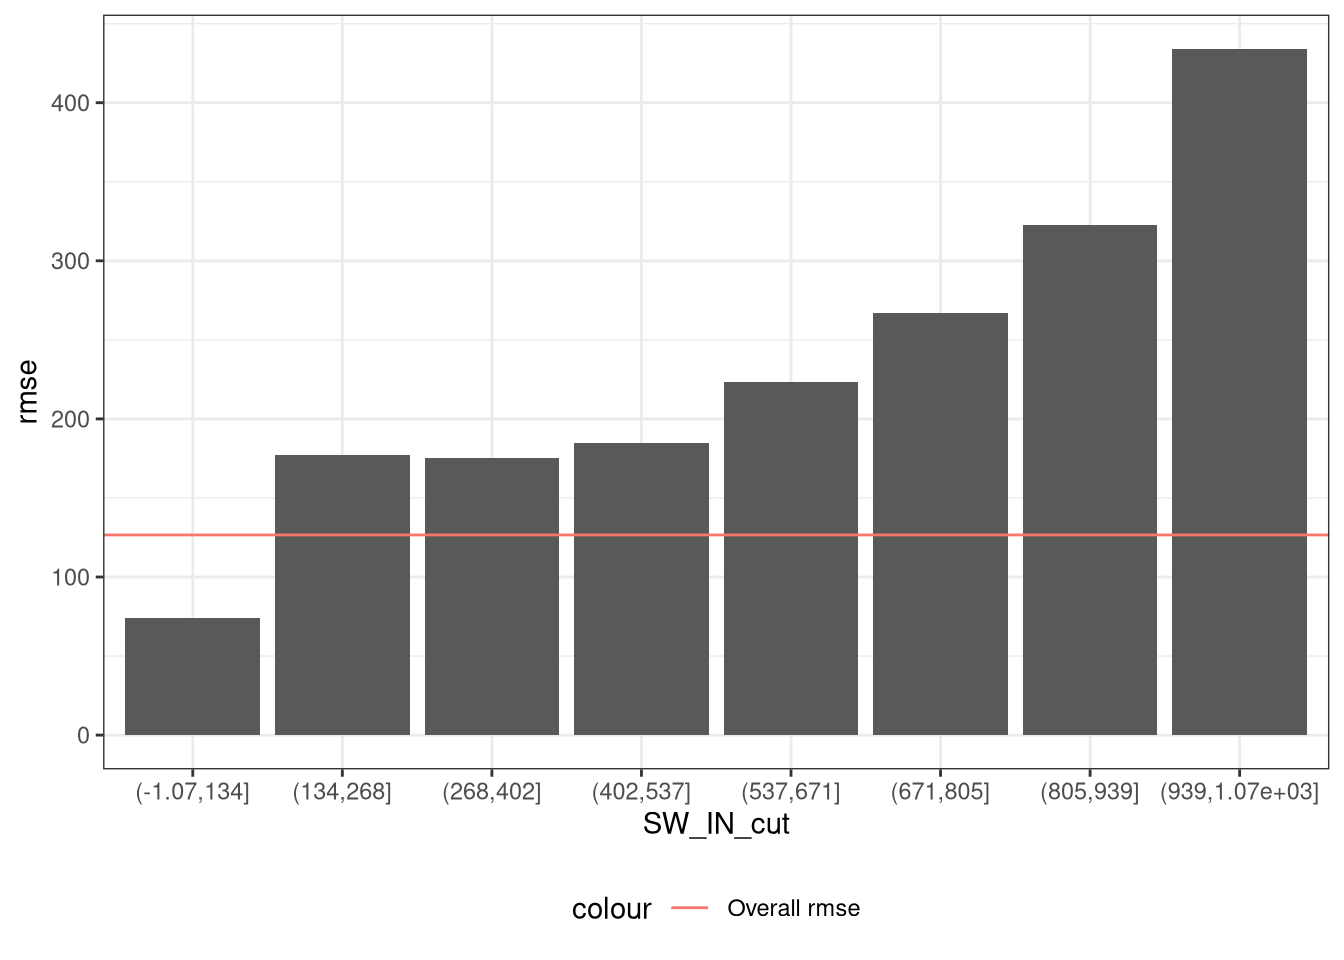 400
300
200
100
0
rmse
(-1.07,134] (134,268] (268,402] (402,537] (537,671] (671,805] (805,939] (939,1.07e+03]
SW_IN_cut
colour Overall rmse